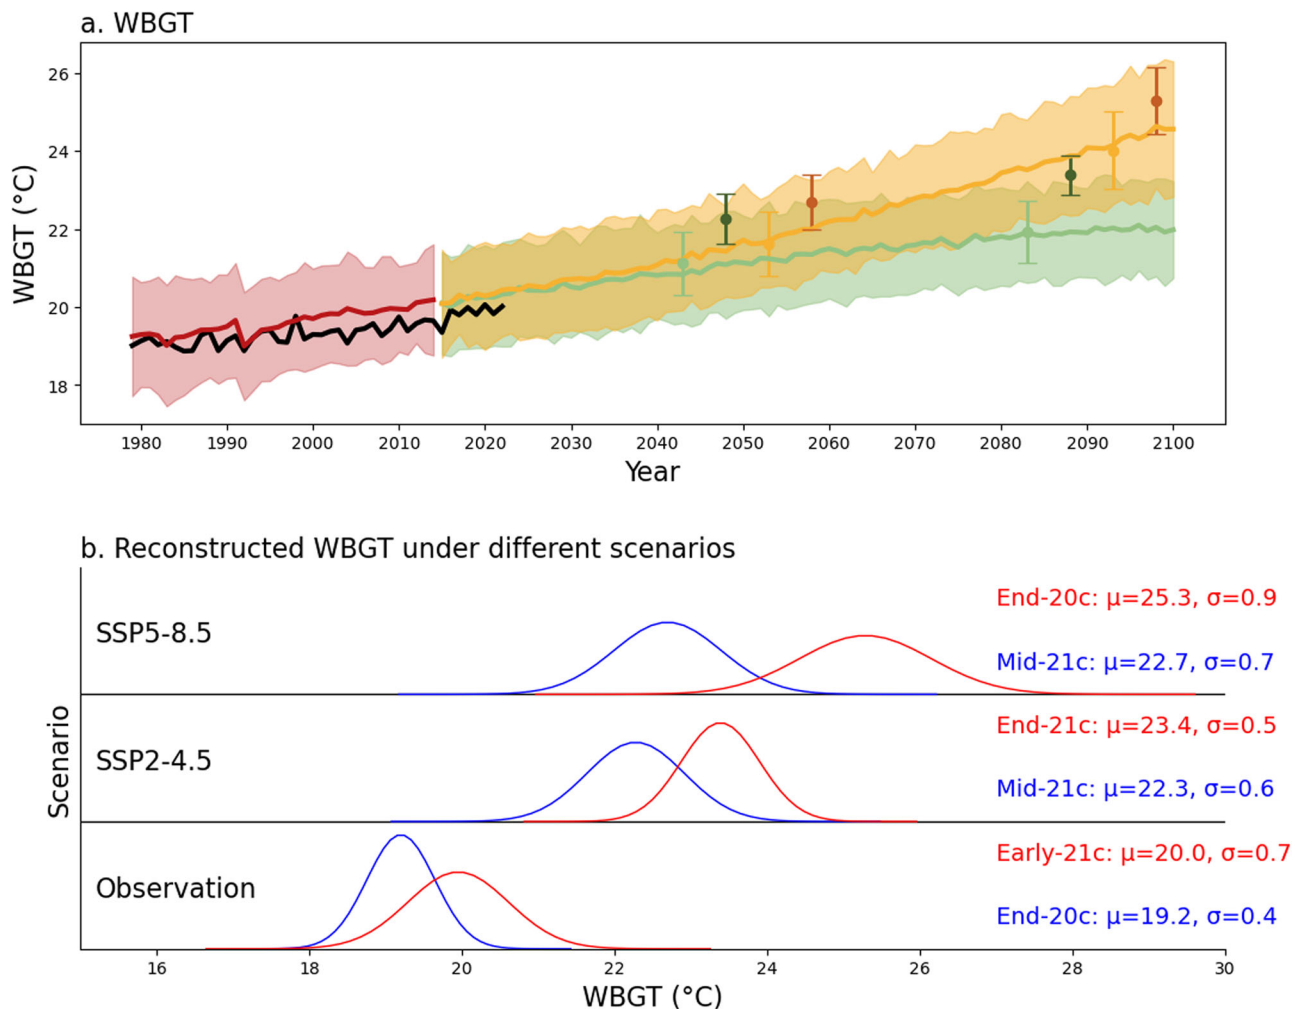 a. WBGT
WBGT (°C)
26
24
22
20
18
1980 1990 2000 2010 2020 2030 2040 2050 2060 2070 2080 2090 2100
Year
b. Reconstructed WBGT under different scenarios
Scenario
SSP5-8.5
End-20c: μ=25.3, σ=0.9
Mid-21c: μ=22.7, σ=0.7
SSP2-4.5
End-21c: μ=23.4, σ=0.5
Mid-21c: μ=22.3, σ=0.6
Observation
Early-21c: μ=20.0, σ=0.7
End-20c: μ=19.2, σ=0.4
16 18 20 22 24 26 28 30
WBGT (°C)